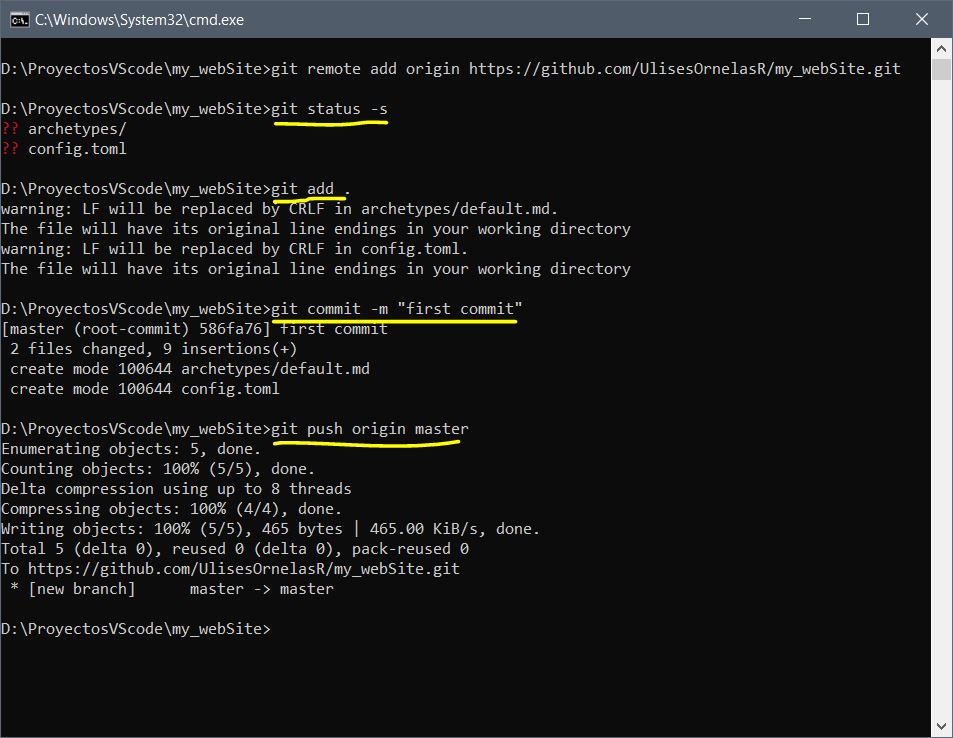 C:\Windows\System32\cmd.exe
D:\ProyectosVScode\my_webSite>git remote add origin https://github.com/UlisesOrnelasR/my_webSite.git
D:\ProyectosVScode\my_webSite>git status -s
?? archetypes/
?? config.toml
D:\ProyectosVScode\my_webSite>git add .
warning: LF will be replaced by CRLF in archetypes/default.md.
The file will have its original line endings in your working directory
warning: LF will be replaced by CRLF in config.toml.
The file will have its original line endings in your working directory
D:\ProyectosVScode\my_webSite>git commit -m "first commit"
[master (root-commit) 586fa76] first commit
 2 files changed, 9 insertions(+)
 create mode 100644 archetypes/default.md
 create mode 100644 config.toml
D:\ProyectosVScode\my_webSite>git push origin master
Enumerating objects: 5, done.
Counting objects: 100% (5/5), done.
Delta compression using up to 8 threads
Compressing objects: 100% (4/4), done.
Writing objects: 100% (5/5), 465 bytes | 465.00 KiB/s, done.
Total 5 (delta 0), reused 0 (delta 0), pack-reused 0
To https://github.com/UlisesOrnelasR/my_webSite.git
 * [new branch]      master -> master
D:\ProyectosVScode\my_webSite>